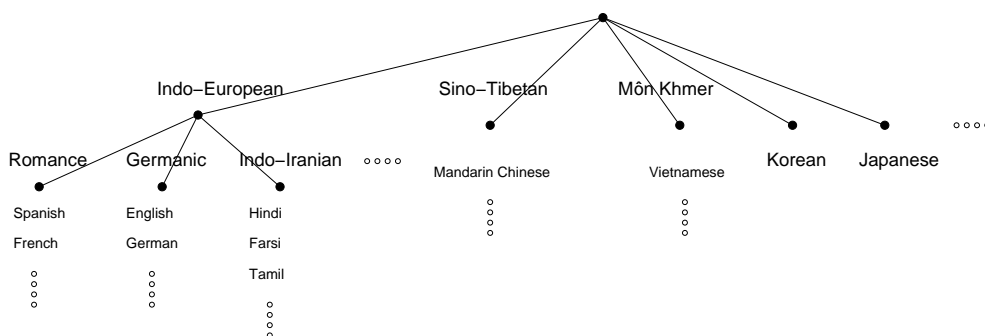 Indo−European
Sino−Tibetan
Môn Khmer
Romance
Germanic
Indo−Iranian
Mandarin Chinese
Vietnamese
Korean
Japanese
Spanish
English
Hindi
French
German
Farsi
Tamil